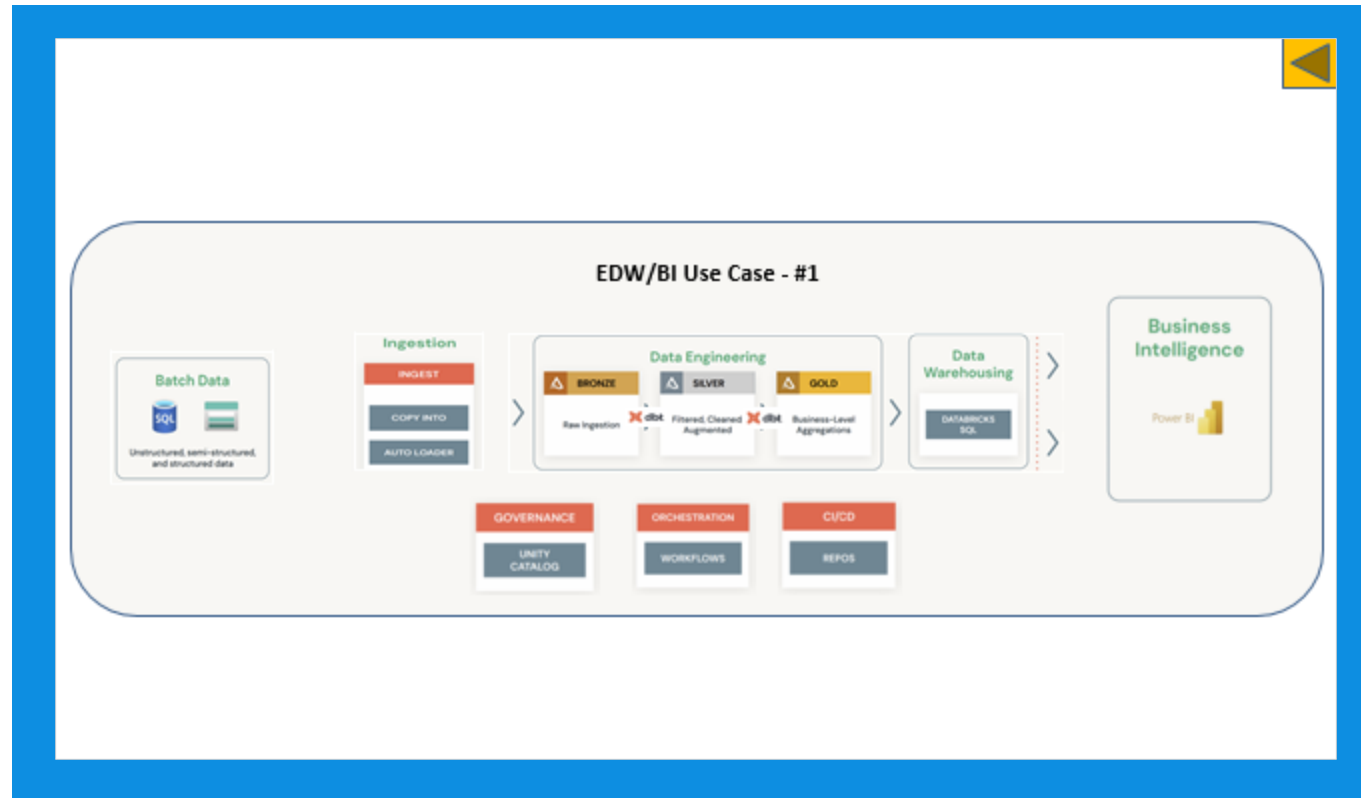 EDW/BI Use Case - #1
Batch Data
SQL
Unstructured, semi-structured,
and structured data
Ingestion
INGEST
COPY INTO
AUTO LOADER
Data Engineering
BRONZE
Raw Ingestion
dbt
SILVER
Filtered, Cleaned
Augmented
dbt
GOLD
Business-Level
Aggregations
Data
Warehousing
DATABRICKS
SQL
Business
Intelligence
Power BI
GOVERNANCE
UNITY
CATALOG
ORCHESTRATION
WORKFLOWS
CI/CD
REPOS